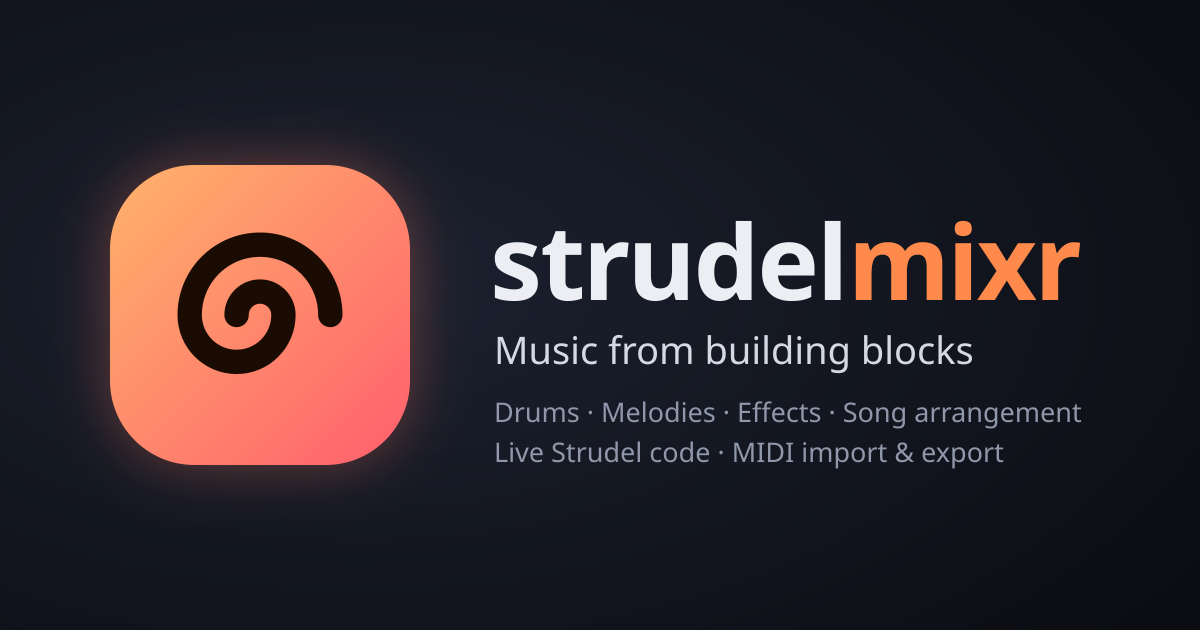 strudelmixr
Music from building blocks
Drums · Melodies · Effects · Song arrangement
Live Strudel code · MIDI import & export